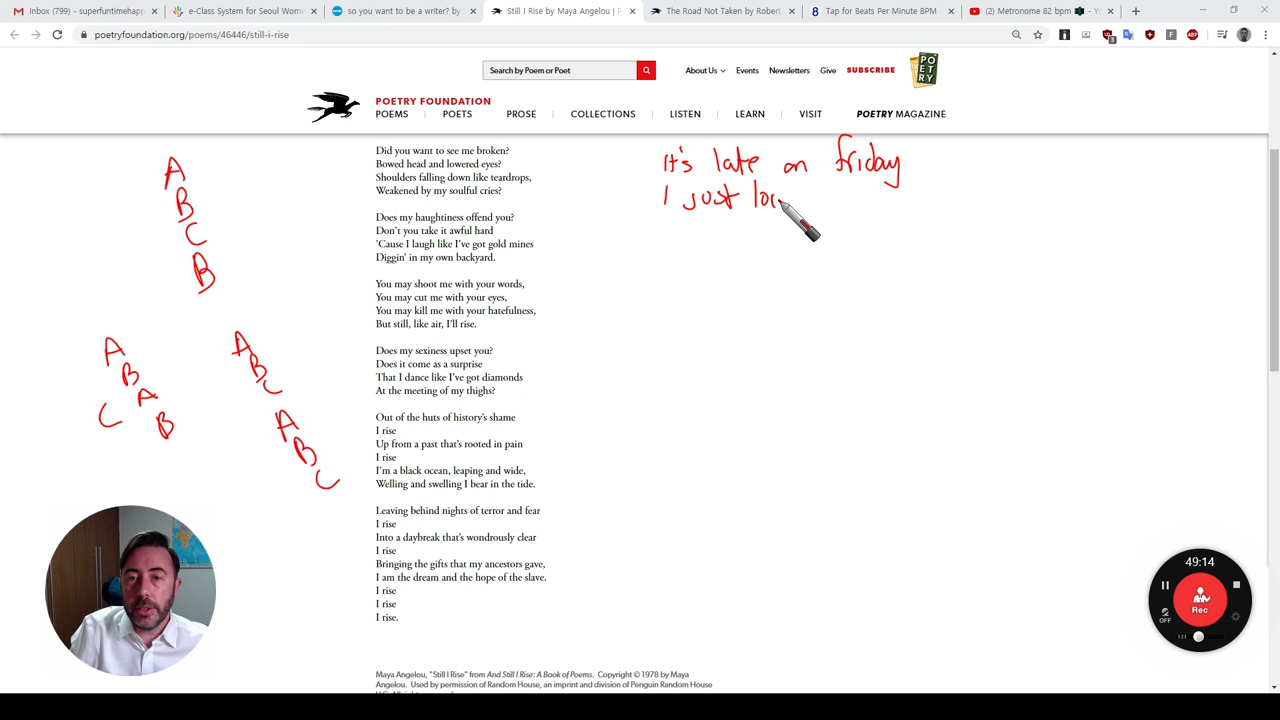 Inbox (799) - superfuntimehapp
e-Class System for Seoul Wome
so you want to be a writer? by
Still I Rise by Maya Angelou | P
The Road Not Taken by Robert
8 Tap for Beats Per Minute BPM
(2) Metronome 82 bpm
poetryfoundation.org/poems/46446/still-i-rise
3
F
ABP
Search by Poem or Poet
About Us
Events
Newsletters
Give
SUBSCRIBE
PO
ET
RY
POETRY FOUNDATION
POEMS
POETS
PROSE
COLLECTIONS
LISTEN
LEARN
VISIT
POETRY MAGAZINE
Did you want to see me broken?
Bowed head and lowered eyes?
Shoulders falling down like teardrops,
Weakened by my soulful cries?
Does my haughtiness offend you?
Don't you take it awful hard
'Cause I laugh like I've got gold mines
Diggin' in my own backyard.
You may shoot me with your words,
You may cut me with your eyes,
You may kill me with your hatefulness,
But still, like air, I'll rise.
Does my sexiness upset you?
Does it come as a surprise
That I dance like I've got diamonds
At the meeting of my thighs?
Out of the huts of history's shame
I rise
Up from a past that's rooted in pain
I rise
I'm a black ocean, leaping and wide,
Welling and swelling I bear in the tide.
Leaving behind nights of terror and fear
I rise
Into a daybreak that's wondrously clear
I rise
Bringing the gifts that my ancestors gave,
I am the dream and the hope of the slave.
I rise
I rise
I rise.
Maya Angelou, "Still I Rise" from And Still I Rise: A Book of Poems. Copyright © 1978 by Maya
Angelou. Used by permission of Random House, an imprint and division of Penguin Random House
A
B
C
B
A
B
A
C
B
A
B
C
A
B
C
It's late on friday
I just
49:14
Rec
OFF